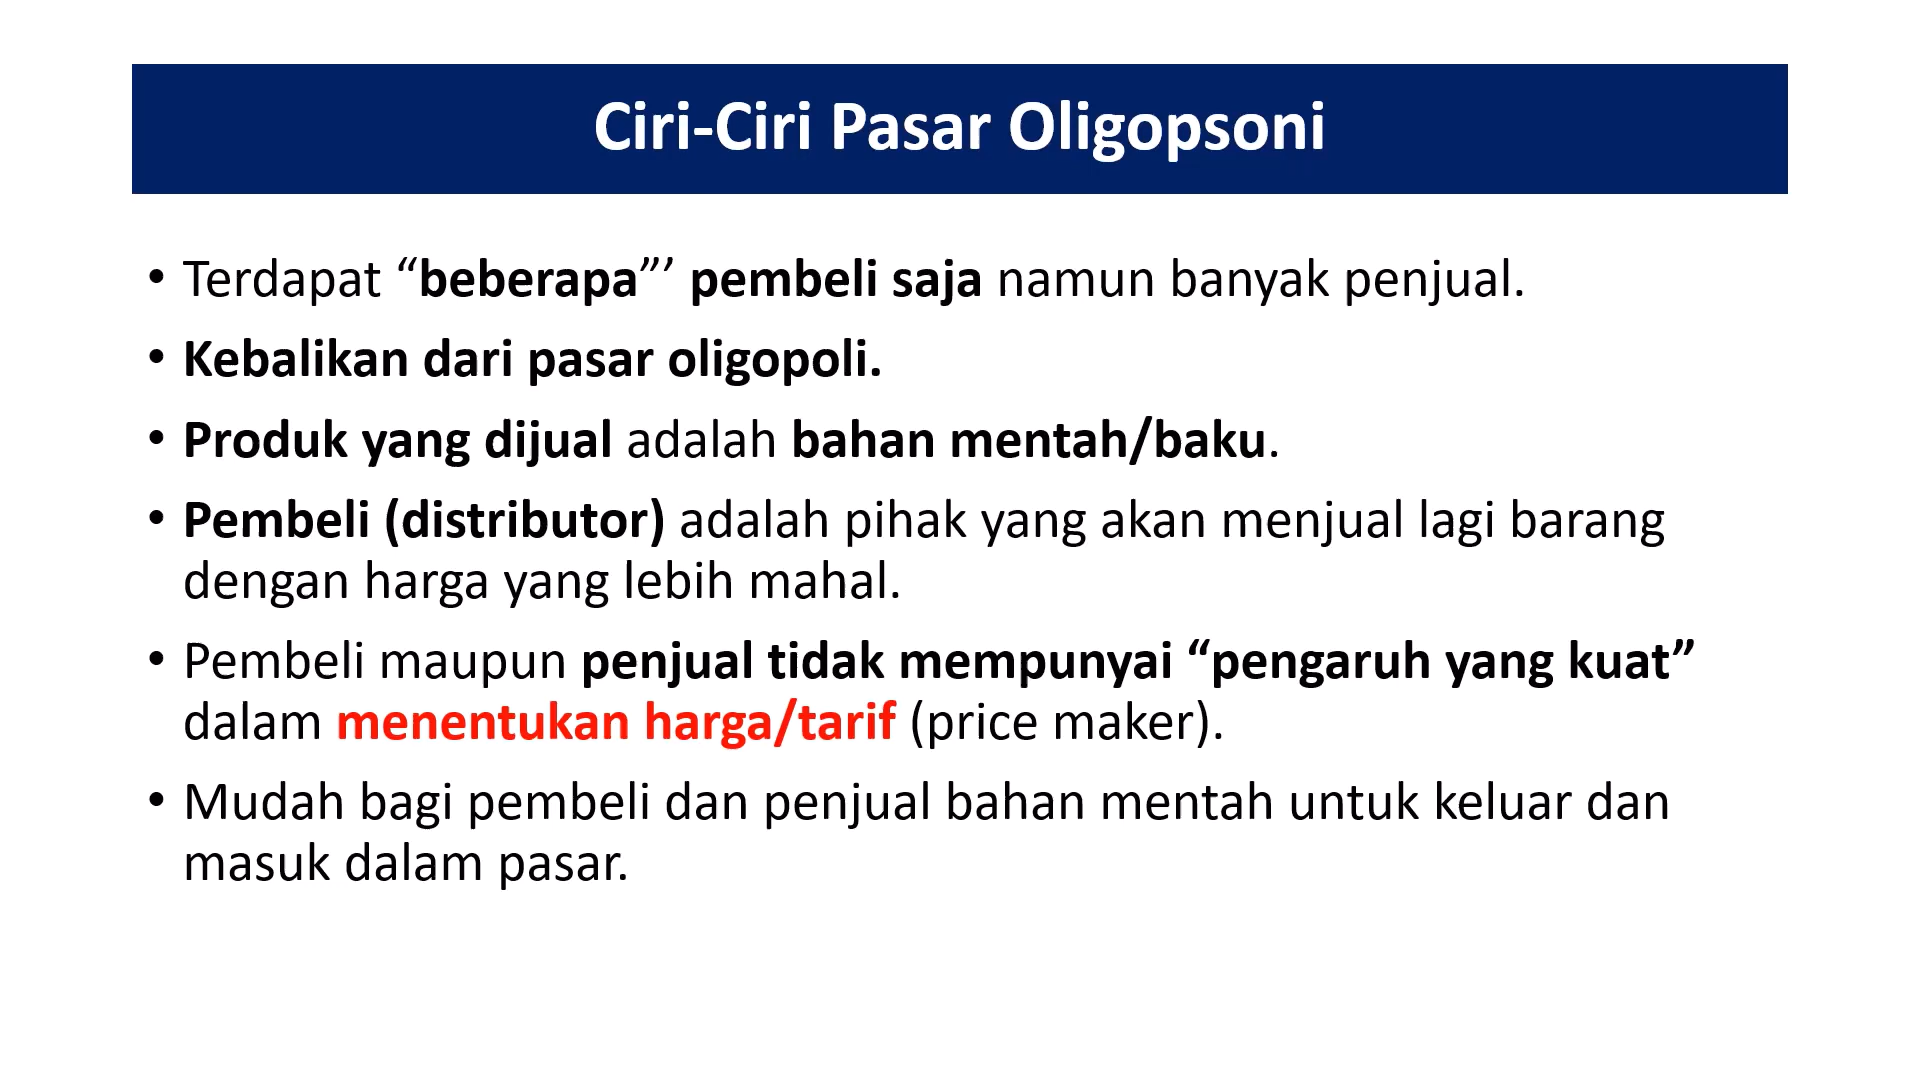 Ciri-Ciri Pasar Oligopsoni
• Terdapat “beberapa”’ pembeli saja namun banyak penjual.
• Kebalikan dari pasar oligopoli.
• Produk yang dijual adalah bahan mentah/baku.
• Pembeli (distributor) adalah pihak yang akan menjual lagi barang
dengan harga yang lebih mahal.
• Pembeli maupun penjual tidak mempunyai “pengaruh yang kuat”
dalam menentukan harga/tarif (price maker).
• Mudah bagi pembeli dan penjual bahan mentah untuk keluar dan
masuk dalam pasar.